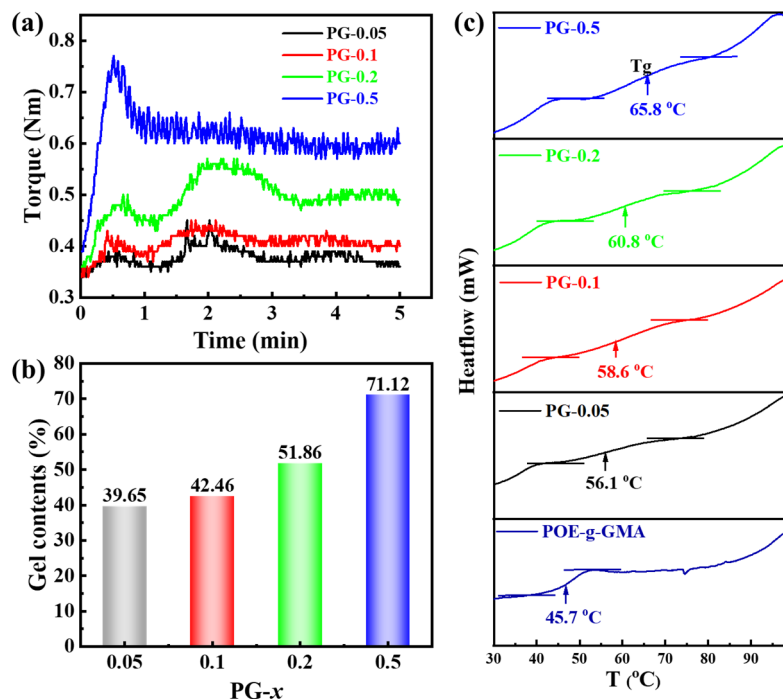 (a)
PG-0.05
PG-0.1
PG-0.2
PG-0.5
0.8
0.7
0.6
0.5
0.4
0.3
Torque (Nm)
0 1 2 3 4 5
Time (min)
(b)
80
70
60
50
40
30
20
10
0
Gel contents (%)
39.65
42.46
51.86
71.12
0.05 0.1 0.2 0.5
PG-x
(c)
PG-0.5
Tg
65.8 °C
PG-0.2
60.8 °C
PG-0.1
58.6 °C
PG-0.05
56.1 °C
POE-g-GMA
45.7 °C
Heatflow (mW)
30 40 50 60 70 80 90
T (°C)